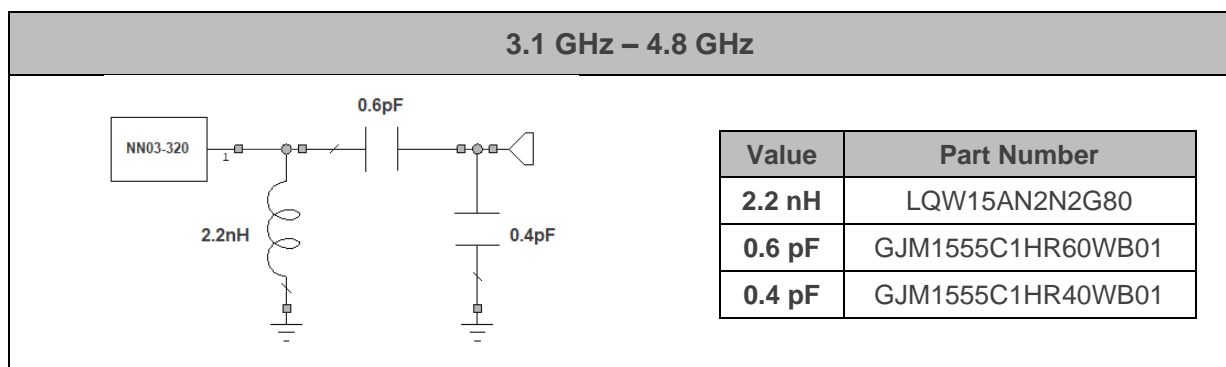 3.1 GHz – 4.8 GHz
0.6pF
NN03-320
1
2.2nH
0.4pF
Value Part Number
2.2 nH LQW15AN2N2G80
0.6 pF GJM1555C1HR60WB01
0.4 pF GJM1555C1HR40WB01